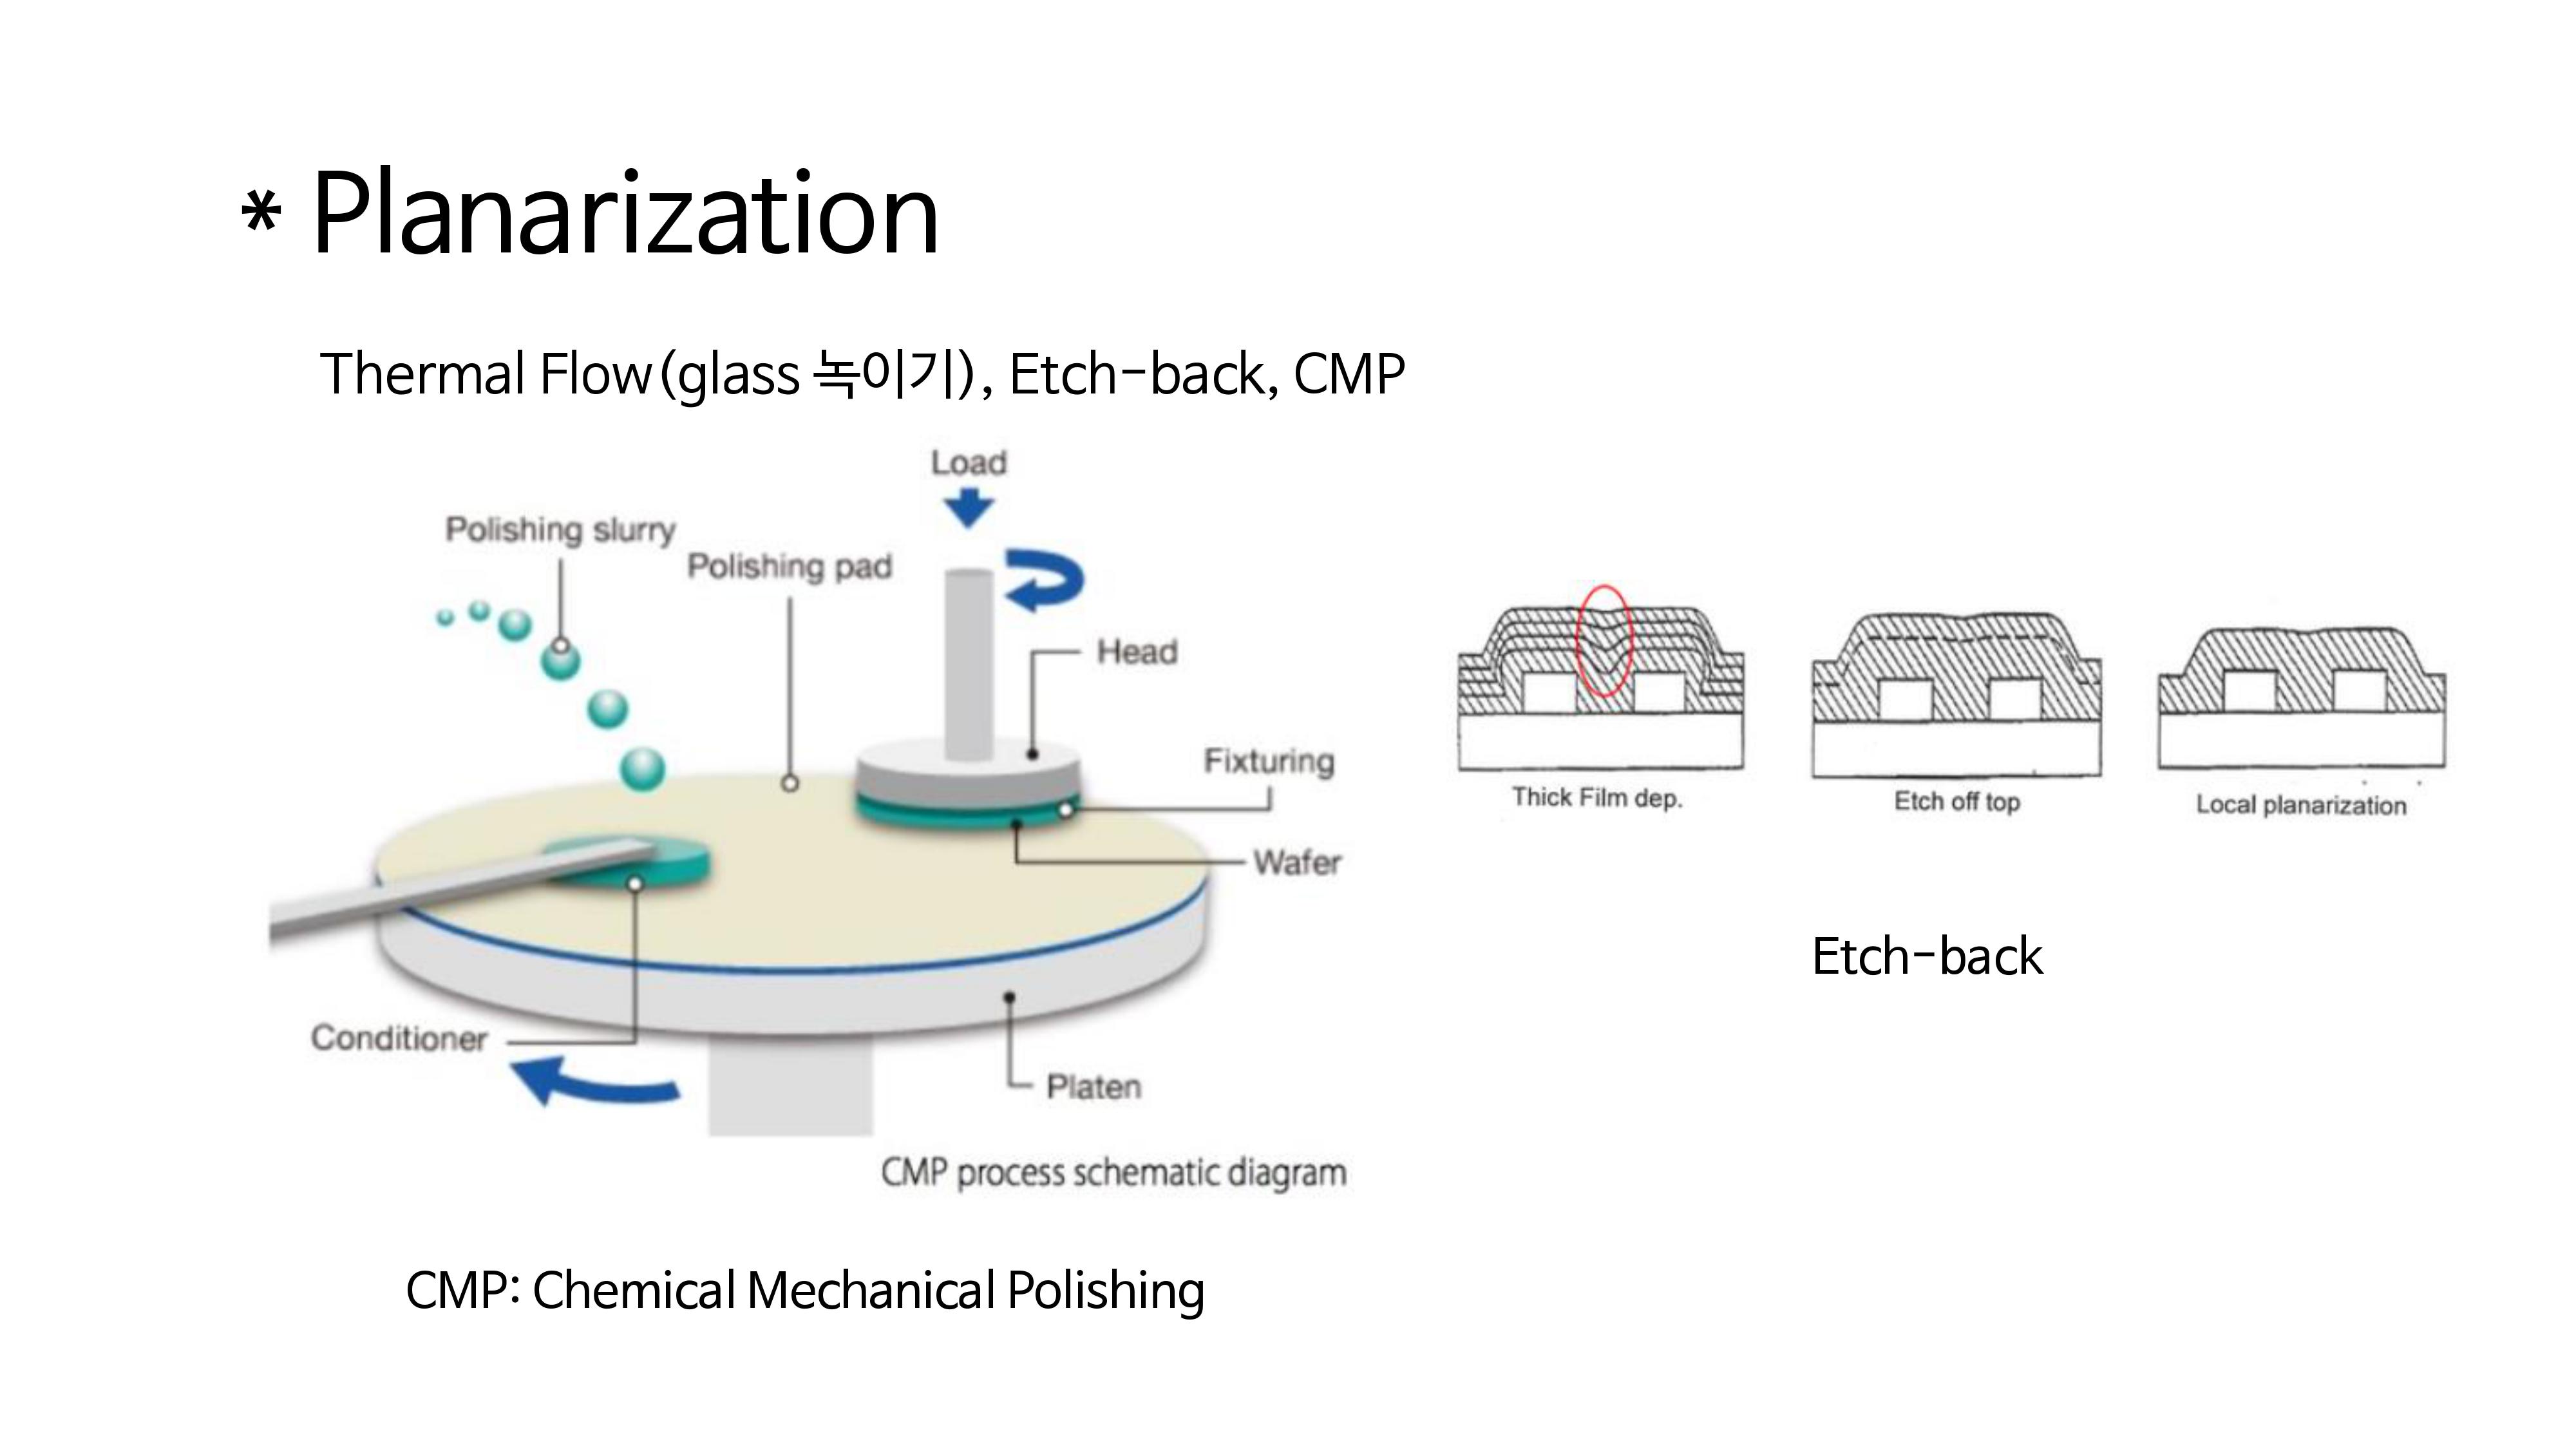 * Planarization
Thermal Flow(glass 녹이기), Etch-back, CMP
Load
Polishing slurry
Polishing pad
Head
Fixturing
Wafer
Conditioner
Platen
CMP process schematic diagram
CMP: Chemical Mechanical Polishing
Thick Film dep.
Etch off top
Local planarization
Etch-back